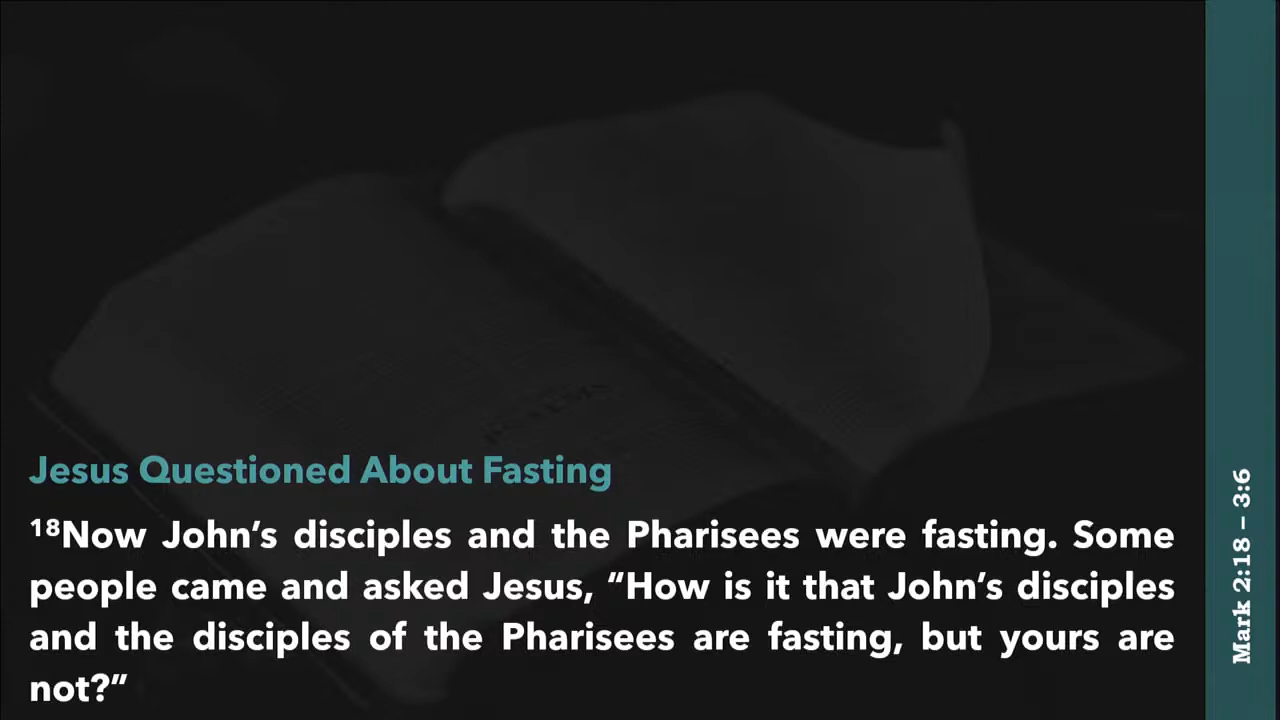 Jesus Questioned About Fasting
¹⁸Now John’s disciples and the Pharisees were fasting. Some
people came and asked Jesus, “How is it that John’s disciples
and the disciples of the Pharisees are fasting, but yours are
not?”
Mark 2:18 – 3:6